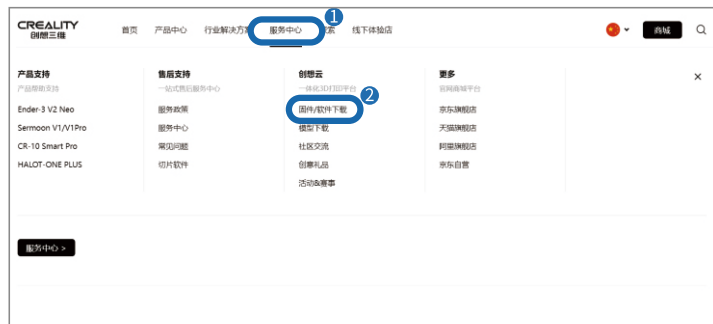 CREALITY
创想三维
首页 产品中心 行业解决方案 服务中心 索 线下体验店 商城
1
产品支持 售后支持 创想云 更多
产品帮助支持 一站式售后服务中心 一体化3D打印平台 官网商城平台
2
Ender-3 V2 Neo 服务政策 固件/软件下载 京东旗舰店
Sermoon V1/V1Pro 服务中心 模型下载 天猫旗舰店
CR-10 Smart Pro 常见问题 社区交流 阿里旗舰店
HALOT-ONE PLUS 切片软件 创赛礼品 京东自营
活动&赛事
服务中心 >